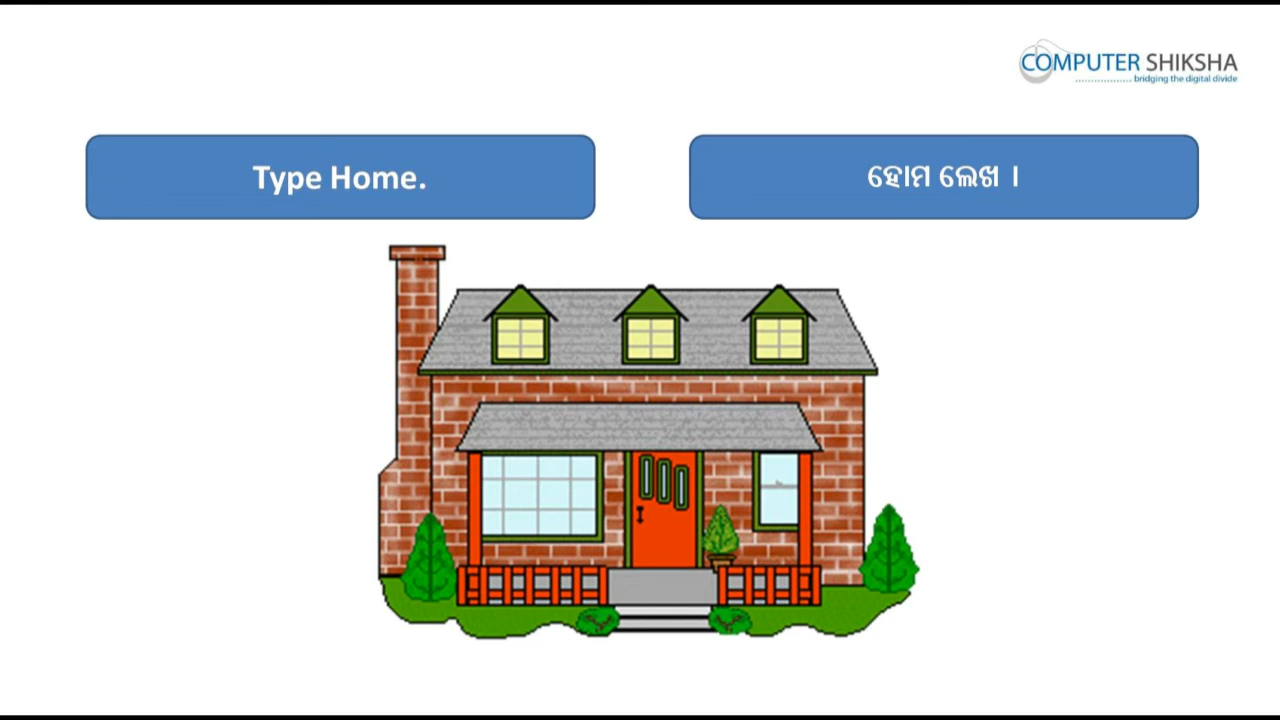 COMPUTER SHIKSHA
bridging the digital divide
Type Home.
ହୋମ ଲେଖ ।